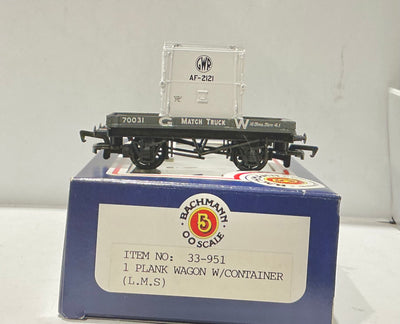 GWR
AF-2121
70031 G MATCH TRUCK W
BACHMANN
OO SCALE
ITEM NO: 33-951
1 PLANK WAGON W/CONTAINER
(L.M.S)